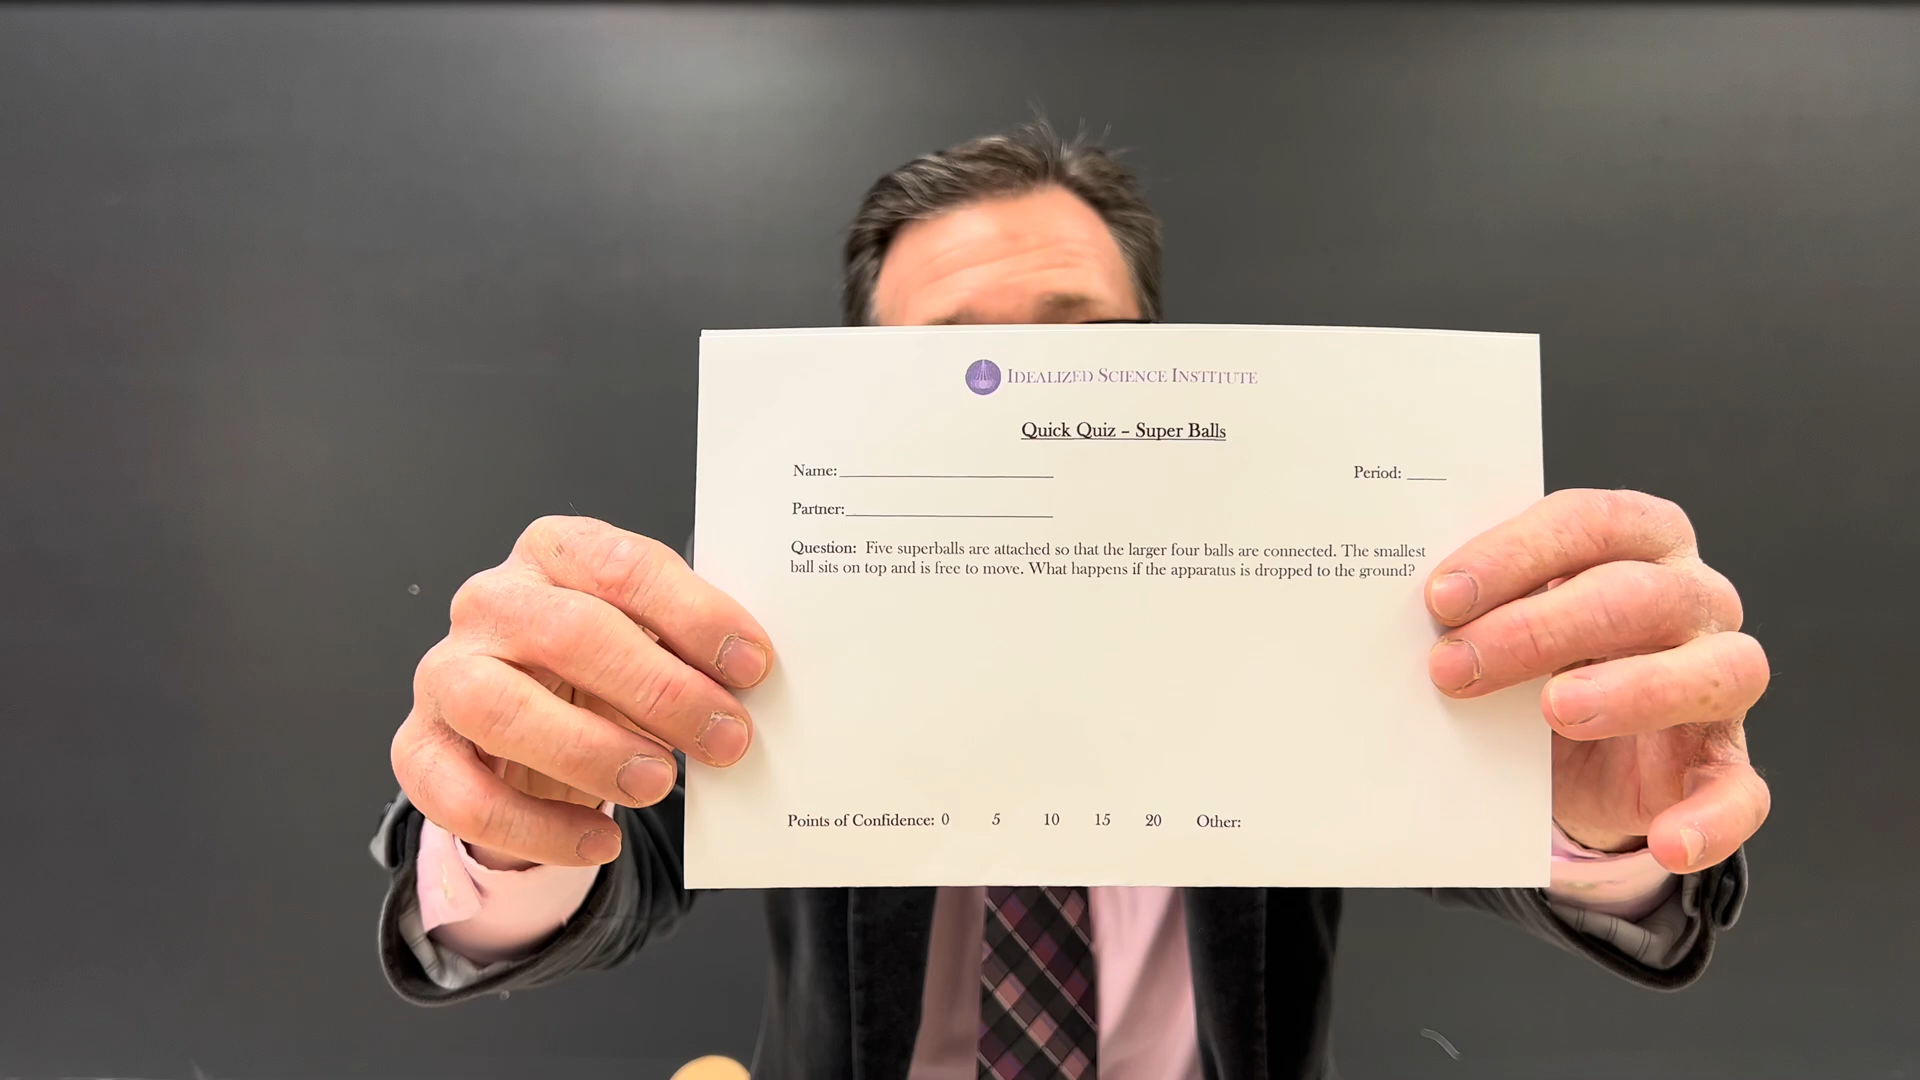 IDEALIZED SCIENCE INSTITUTE
Quick Quiz – Super Balls
Name:____________________ Period: ____
Partner:____________________
Question: Five superballs are attached so that the larger four balls are connected. The smallest
ball sits on top and is free to move. What happens if the apparatus is dropped to the ground?
Points of Confidence: 0 5 10 15 20 Other: